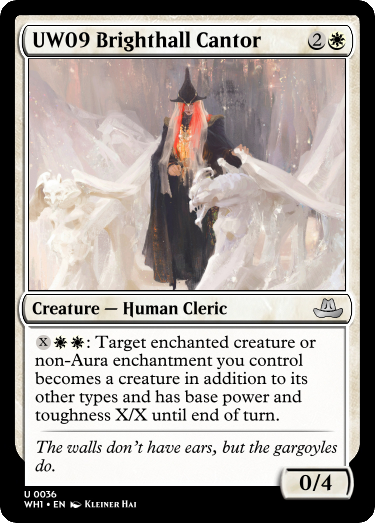 UW09 Brighthall Cantor 2
Creature — Human Cleric
X : Target enchanted creature or
non-Aura enchantment you control
becomes a creature in addition to its
other types and has base power and
toughness X/X until end of turn.
The walls don't have ears, but the gargoyles
do.
0/4
U 0036
WH1 • EN Kleiner Hai